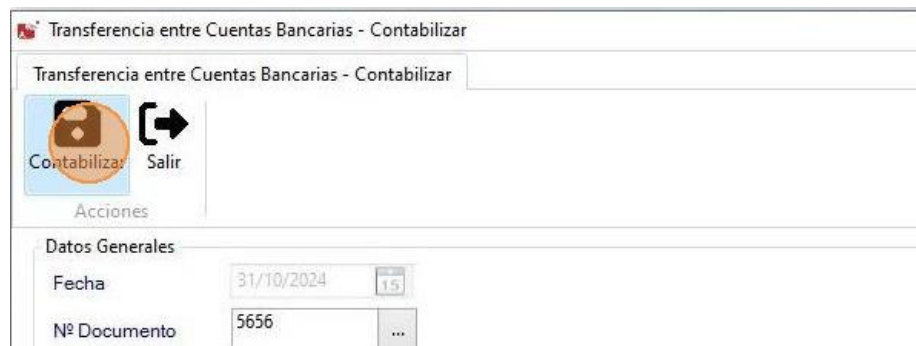 Transferencia entre Cuentas Bancarias - Contabilizar
Transferencia entre Cuentas Bancarias - Contabilizar
Contabilizar Salir
Acciones
Datos Generales
Fecha 31/10/2024 15
Nº Documento 5656 ...